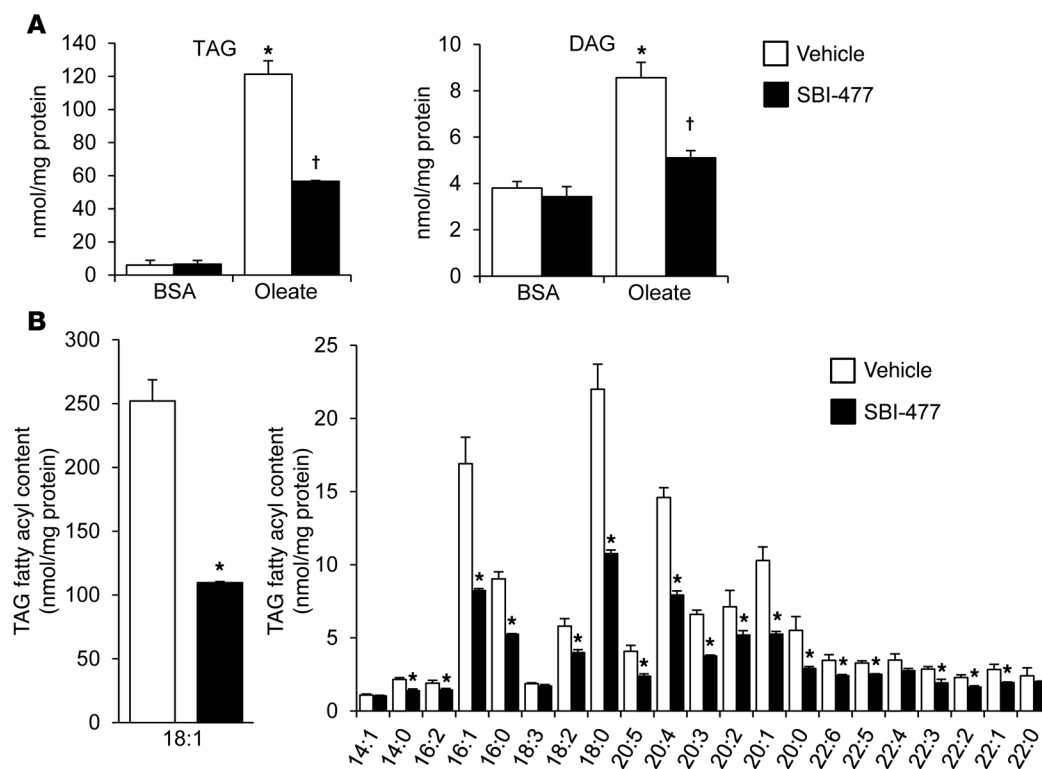 A
TAG
nmol/mg protein
140
120
100
80
60
40
20
0
*
†
BSA
Oleate
DAG
nmol/mg protein
10
8
6
4
2
0
*
†
BSA
Oleate
Vehicle
SBI-477
B
TAG fatty acyl content
(nmol/mg protein)
300
250
200
150
100
50
0
*
18:1
TAG fatty acyl content
(nmol/mg protein)
25
20
15
10
5
0
Vehicle
SBI-477
* * * * * * * * * * * * * * * *
14:1 14:0 16:2 16:1 16:0 18:3 18:2 18:0 20:5 20:4 20:3 20:2 20:1 20:0 22:6 22:5 22:4 22:3 22:2 22:1 22:0